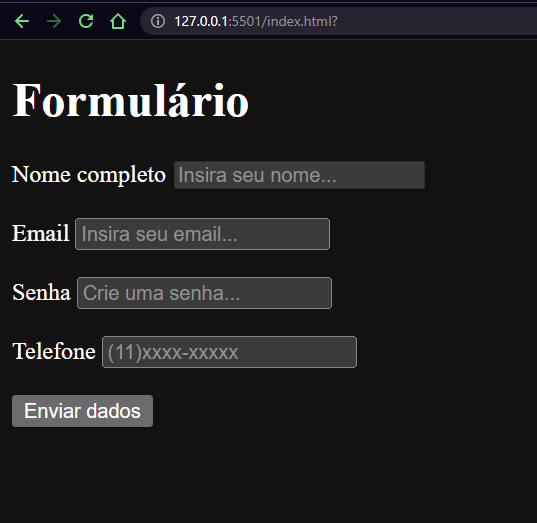 127.0.0.1:5501/index.html?
Formulário
Nome completo Insira seu nome...
Email Insira seu email...
Senha Crie uma senha...
Telefone (11)xxxx-xxxxx
Enviar dados